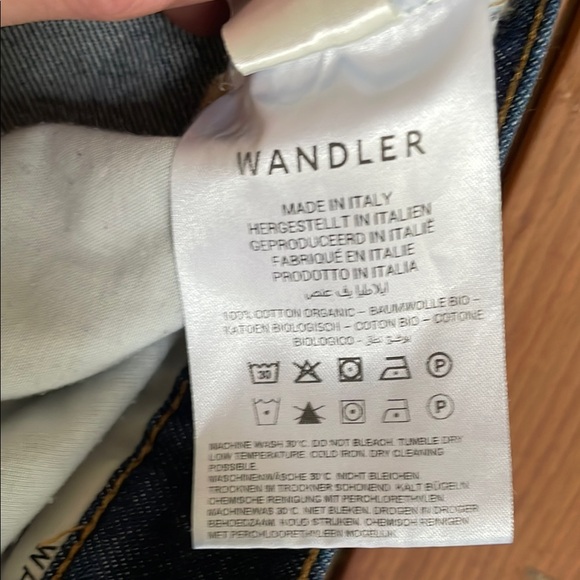 WANDLER
MADE IN ITALY
HERGESTELLT IN ITALIEN
GEPRODUCEERD IN ITALIË
FABRIQUÉ EN ITALIE
PRODOTTO IN ITALIA
100% COTTON ORGANIC – BAUMWOLLE BIO –
KATOEN BIOLOGISCH – COTON BIO – COTONE
BIOLOGICO –
30 P
P
MACHINE WASH 30°C. DO NOT BLEACH. TUMBLE DRY
LOW TEMPERATURE. COLD IRON. DRY CLEANING
POSSIBLE
MASCHINENWÄSCHE 30°C. NICHT BLEICHEN.
TROCKNEN IM TROCKNER SCHONEND. KALT BÜGELN
CHEMISCHE REINIGUNG MIT PERCHLORETHYLEN.
MACHINEWAS 30°C. NIET BLEKEN. DROGEN IN DROGER
BEHOEDZAAM. KOUD STRIJKEN. CHEMISCH REINIGEN
MET PERCHLOORETHYLEEN MOGELIJK
WA